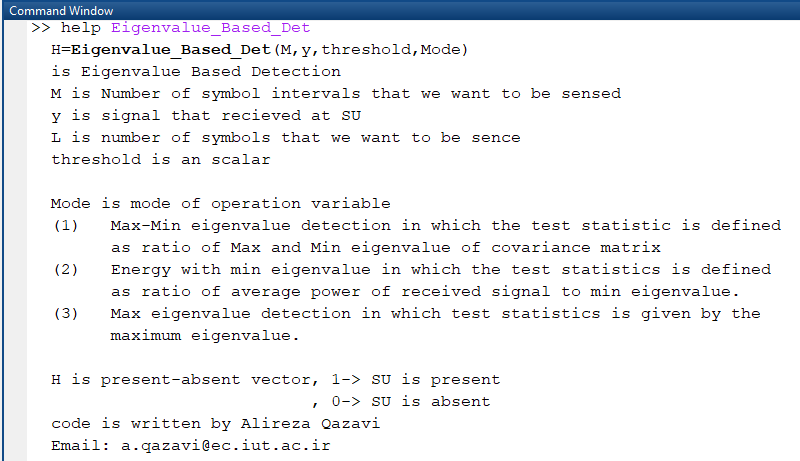 Command Window
>> help Eigenvalue_Based_Det
H=Eigenvalue_Based_Det(M,y,threshold,Mode)
is Eigenvalue Based Detection
M is Number of symbol intervals that we want to be sensed
y is signal that recieved at SU
L is number of symbols that we want to be sence
threshold is an scalar
Mode is mode of operation variable
(1) Max-Min eigenvalue detection in which the test statistic is defined
as ratio of Max and Min eigenvalue of covariance matrix
(2) Energy with min eigenvalue in which the test statistics is defined
as ratio of average power of received signal to min eigenvalue.
(3) Max eigenvalue detection in which test statistics is given by the
maximum eigenvalue.
H is present-absent vector, 1-> SU is present
, 0-> SU is absent
code is written by Alireza Qazavi
Email: a.qazavi@ec.iut.ac.ir